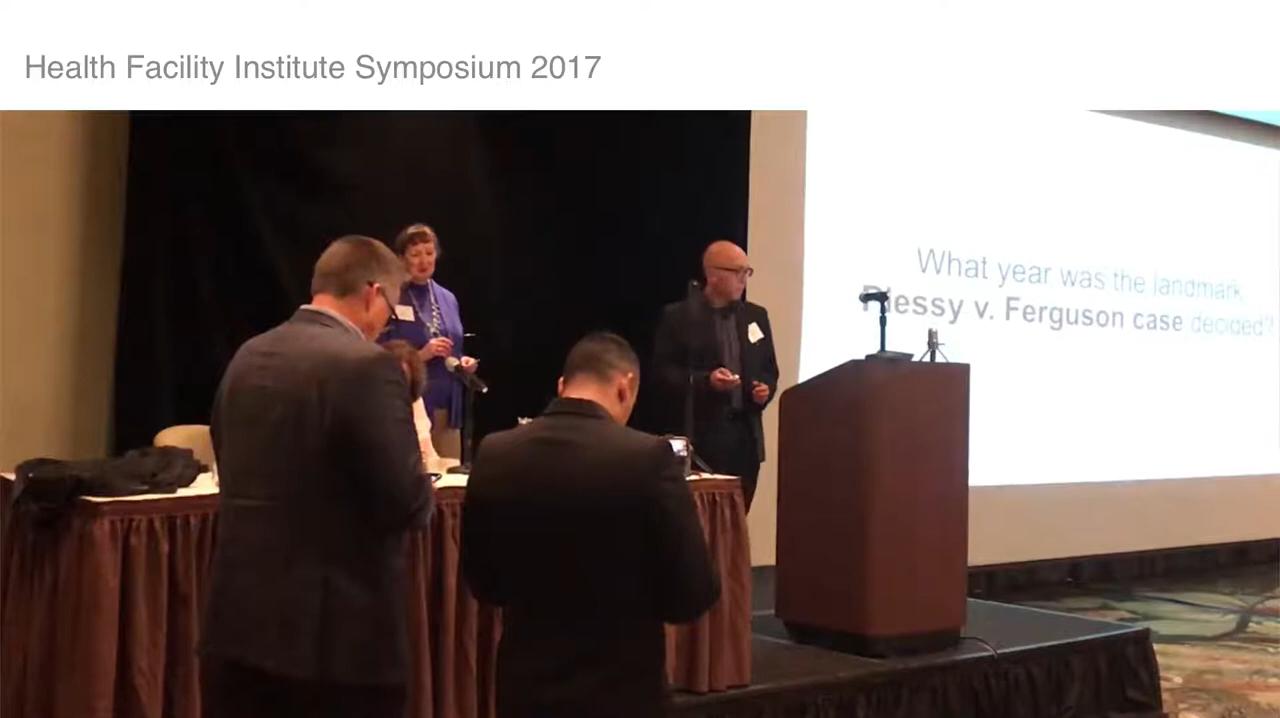 Health Facility Institute Symposium 2017
What year was the landmark
Plessy v. Ferguson case decided?